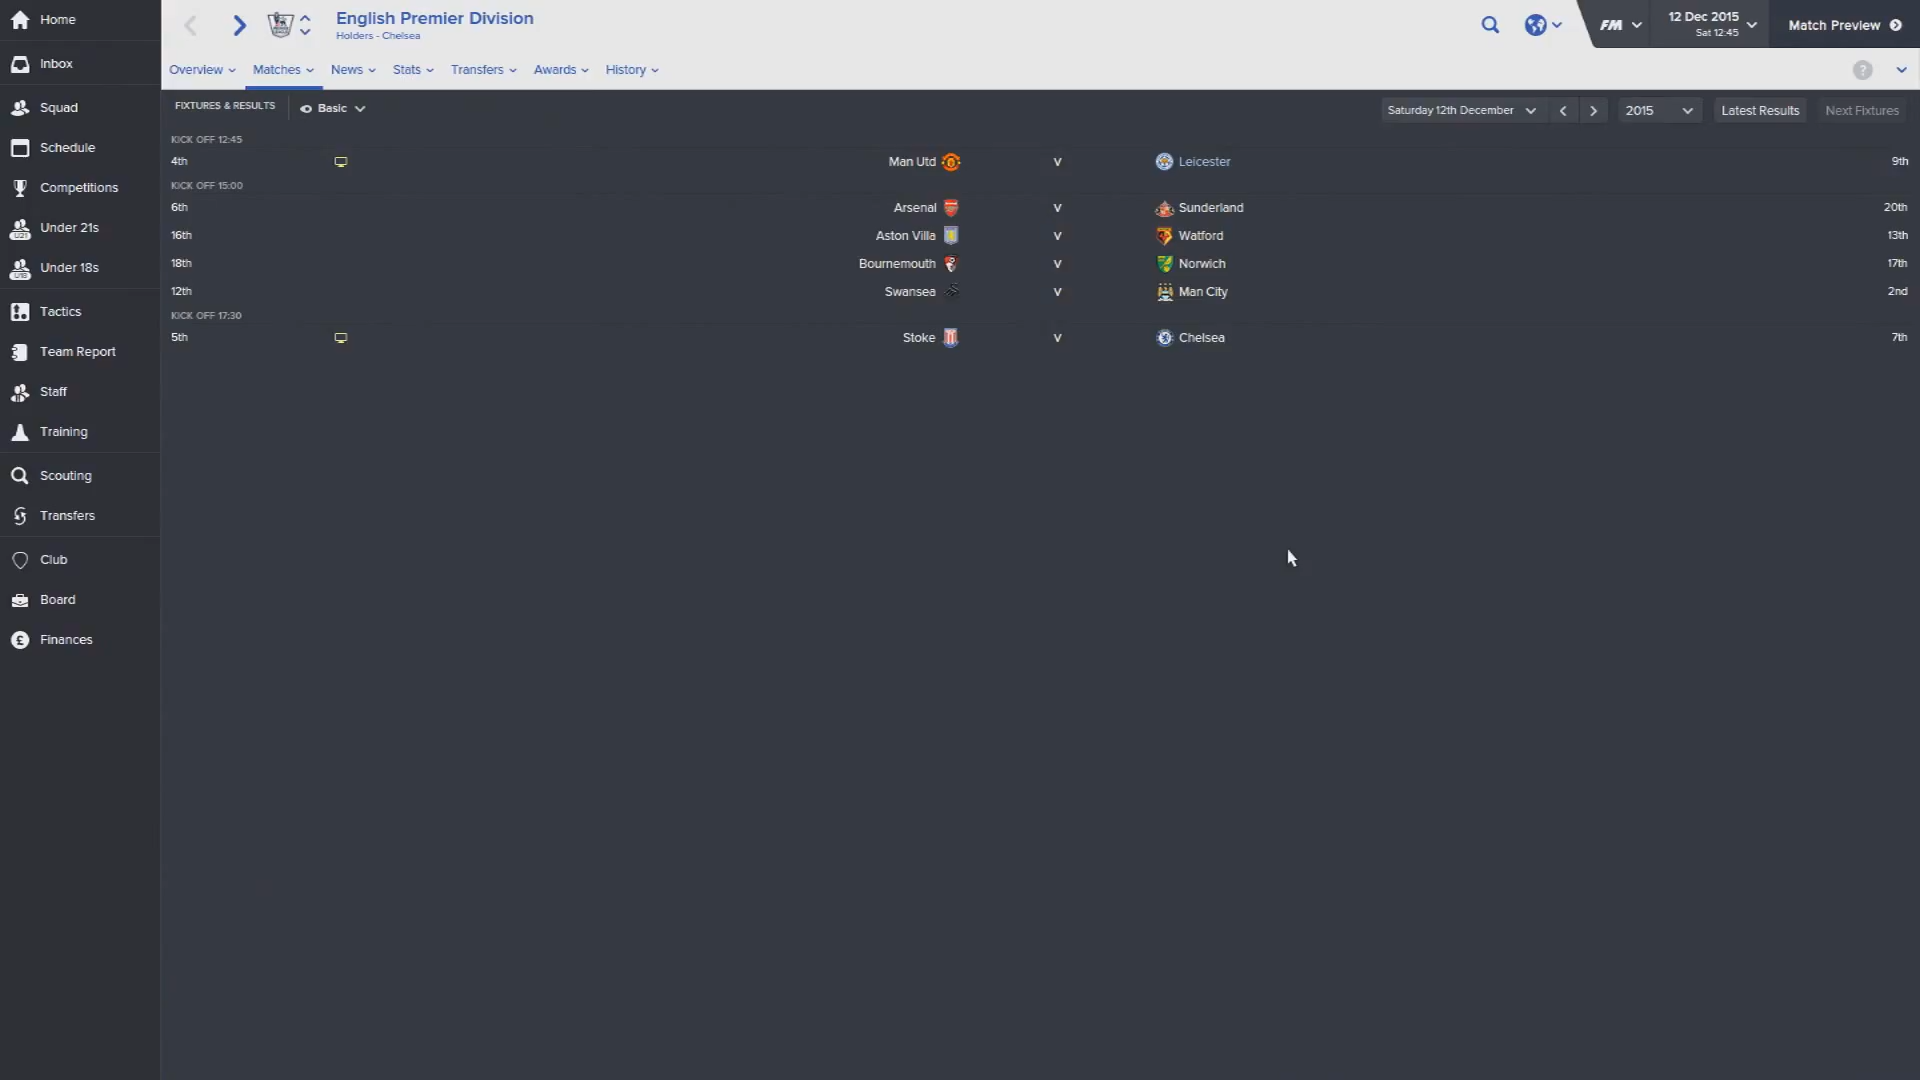 Home
Inbox
Squad
Schedule
Competitions
Under 21s
Under 18s
Tactics
Team Report
Staff
Training
Scouting
Transfers
Club
Board
Finances
English Premier Division
Holders - Chelsea
FM
12 Dec 2015
Sat 12:45
Match Preview
Overview Matches News Stats Transfers Awards History
?
FIXTURES & RESULTS Basic Saturday 12th December 2015 Latest Results Next Fixtures
KICK OFF 12:45
4th Man Utd v Leicester 9th
KICK OFF 15:00
6th Arsenal v Sunderland 20th
16th Aston Villa v Watford 13th
18th Bournemouth v Norwich 17th
12th Swansea v Man City 2nd
KICK OFF 17:30
5th Stoke v Chelsea 7th